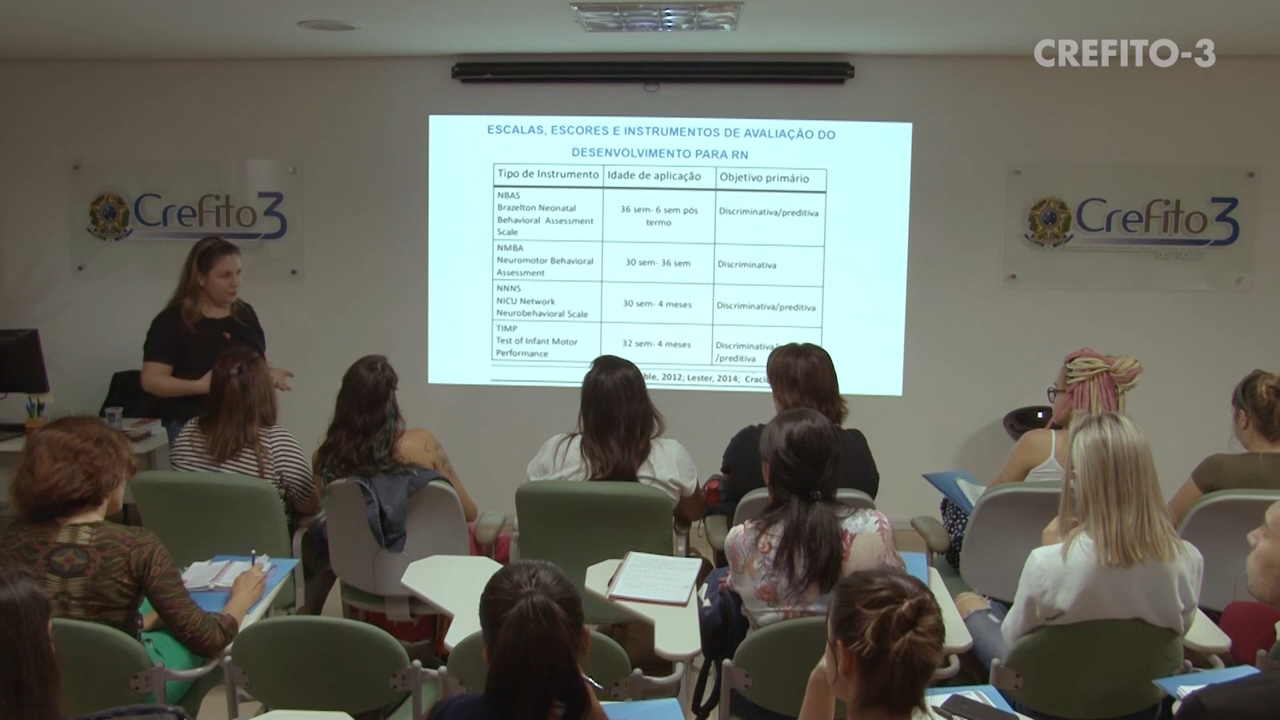 CREFITO-3
ESCALAS, ESCORES E INSTRUMENTOS DE AVALIAÇÃO DO
DESENVOLVIMENTO PARA RN
Tipo de Instrumento Idade de aplicação Objetivo primário
NBAS
Brazelton Neonatal
Behavioral Assessment
Scale
36 sem- 6 sem pós
termo
Discriminativa/preditiva
NMBA
Neuromotor Behavioral
Assessment
30 sem- 36 sem
Discriminativa
NNNS
NICU Network
Neurobehavioral Scale
30 sem- 4 meses
Discriminativa/preditiva
TIMP
Test of Infant Motor
Performance
32 sem- 4 meses
Discriminativa
/preditiva
2012; Lester, 2014;
CreFito3
CreFito3